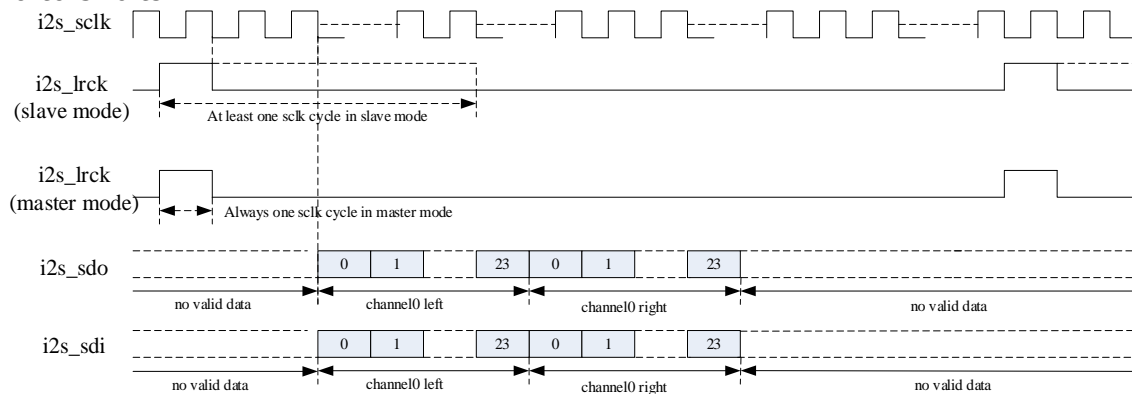 i2s_sclk
i2s_lrck
(slave mode)
At least one sclk cycle in slave mode
i2s_lrck
(master mode)
Always one sclk cycle in master mode
i2s_sdo
0 1 23 0 1 23
no valid data channel0 left channel0 right no valid data
i2s_sdi
0 1 23 0 1 23
no valid data channel0 left channel0 right no valid data